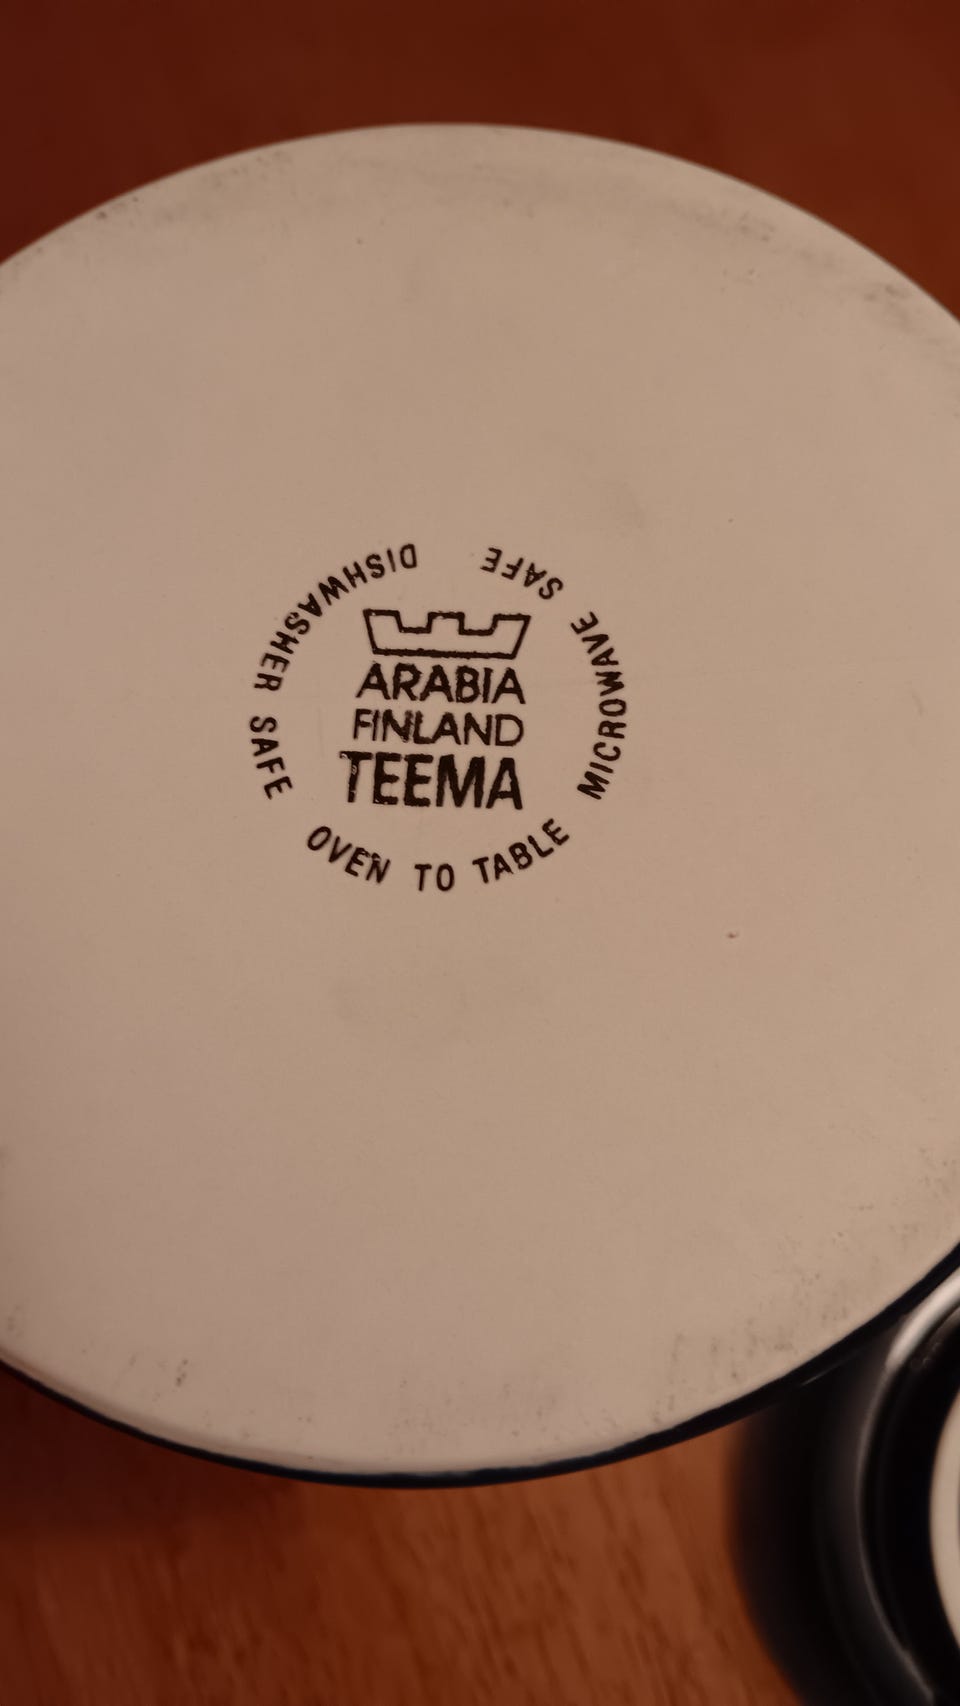 ARABIA
FINLAND
TEEMA
DISHWASHER SAFE
OVEN TO TABLE
MICROWAVE SAFE